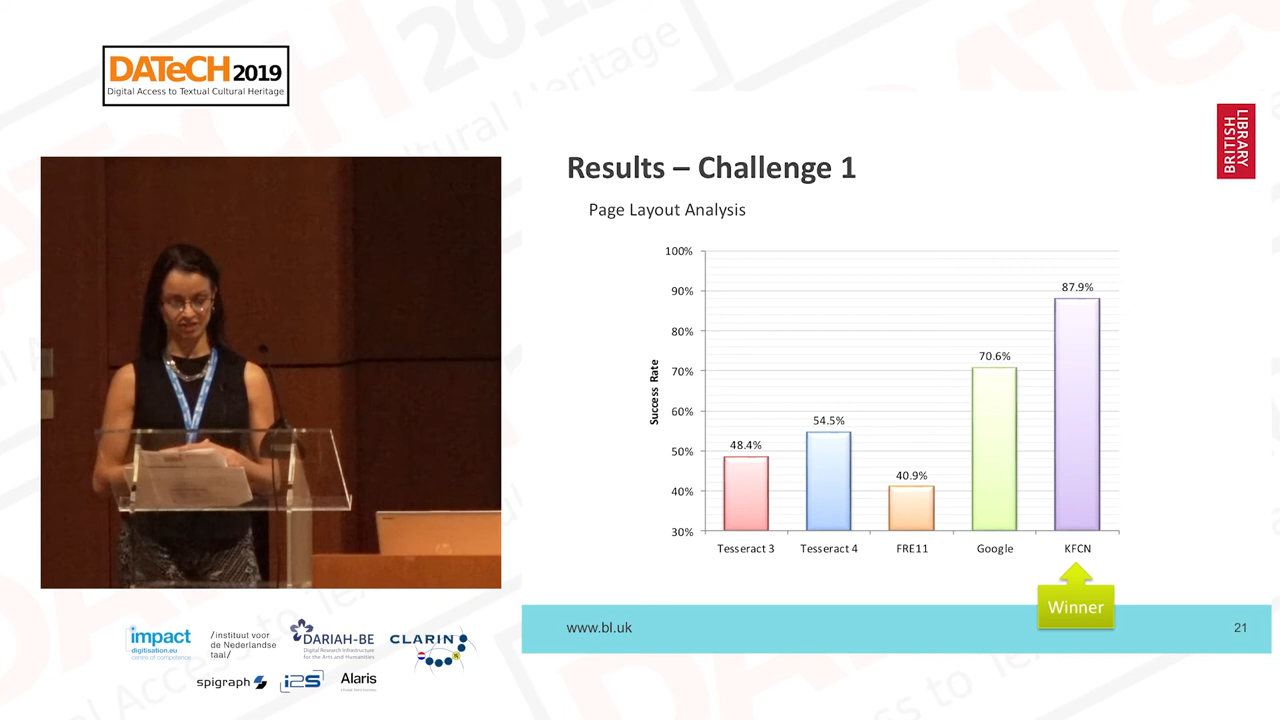 DATeCH 2019
Digital Access to Textual Cultural Heritage
BRITISH
LIBRARY
Results – Challenge 1
Page Layout Analysis
Success Rate
100%
90%
80%
70%
60%
50%
40%
30%
48.4%
54.5%
40.9%
70.6%
87.9%
Tesseract 3
Tesseract 4
FRE11
Google
KFCN
Winner
www.bl.uk
21
impact
digitisation.eu
centre of competence
/instituut voor
de Nederlandse
taal/
DARIAH-BE
Digital Research Infrastructure
for the Arts and Humanities
CLARIN
spigraph
i2S
Alaris